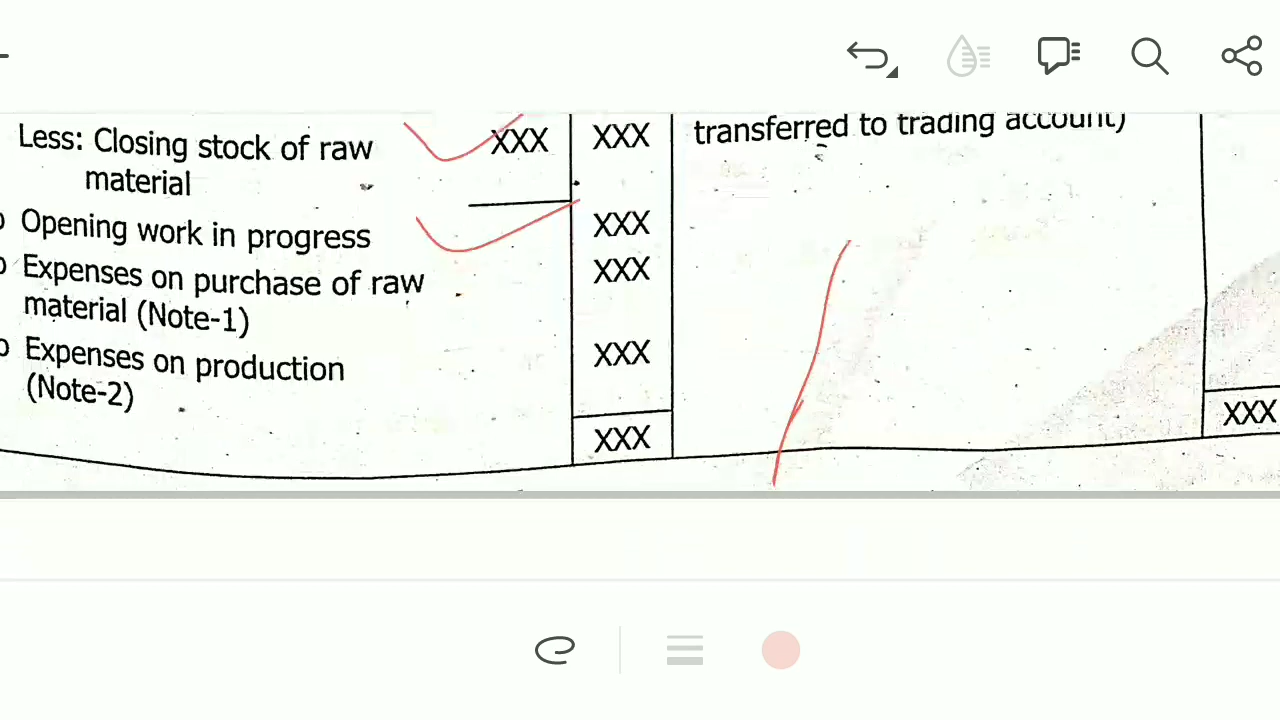 Less: Closing stock of raw XXX XXX
material
Opening work in progress XXX
Expenses on purchase of raw XXX
material (Note-1)
Expenses on production XXX
(Note-2)
XXX
transferred to trading account)
XXX